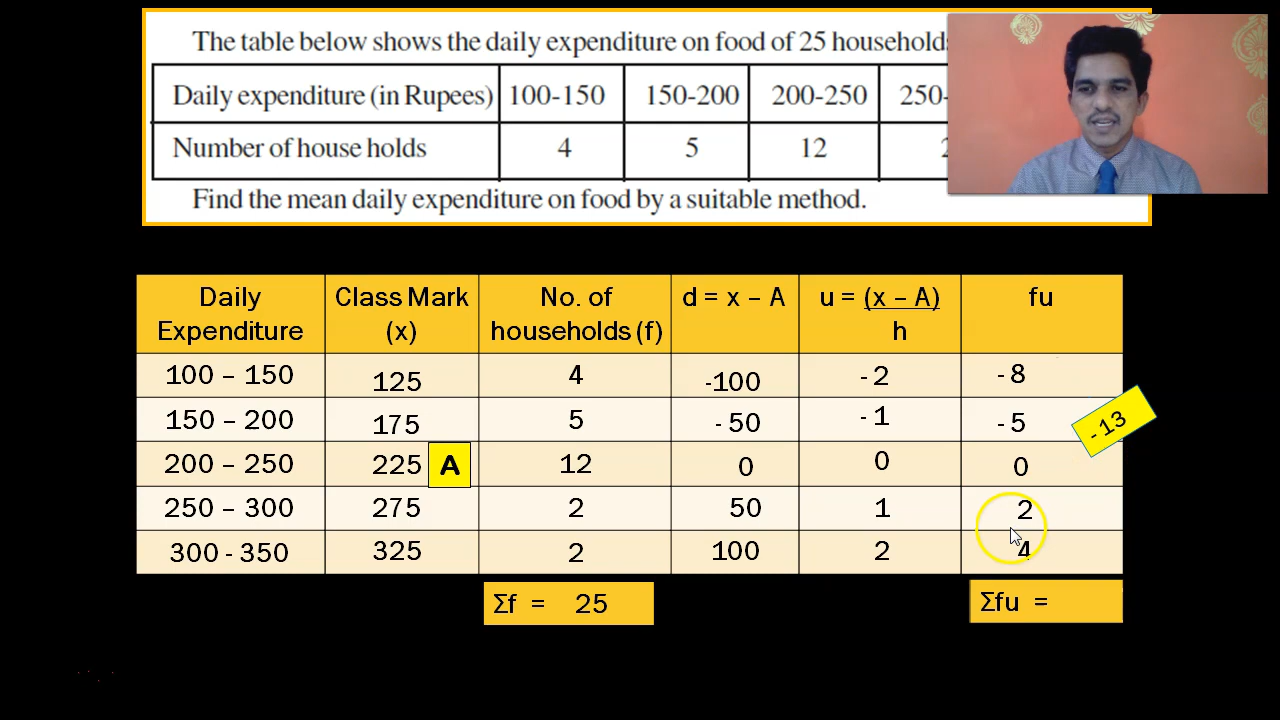 The table below shows the daily expenditure on food of 25 households
Daily expenditure (in Rupees) 100-150 150-200 200-250 250-
Number of house holds 4 5 12 2
Find the mean daily expenditure on food by a suitable method.
Daily Expenditure Class Mark (x) No. of households (f) d = x – A u = (x – A) h fu
100 – 150 125 4 -100 - 2 - 8
150 – 200 175 5 - 50 - 1 - 5
- 13
200 – 250 225 A 12 0 0 0
250 – 300 275 2 50 1 2
300 - 350 325 2 100 2 4
Σf = 25 Σfu =